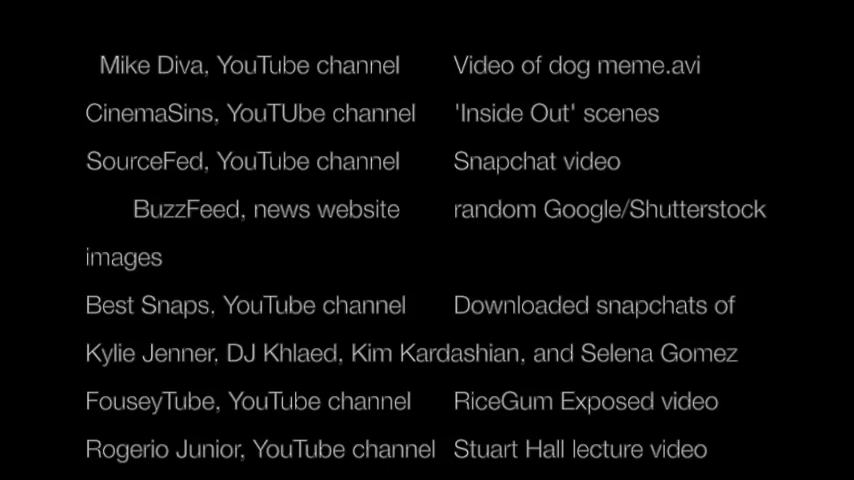 Mike Diva, YouTube channel Video of dog meme.avi
CinemaSins, YouTUbe channel 'Inside Out' scenes
SourceFed, YouTube channel Snapchat video
BuzzFeed, news website random Google/Shutterstock
images
Best Snaps, YouTube channel Downloaded snapchats of
Kylie Jenner. DJ Khlaed, Kim Kardashian, and Selena Gomez
FouseyTube, YouTube channel RiceGum Exposed video
Rogerio Junior, YouTube channel Stuart Hall lecture video